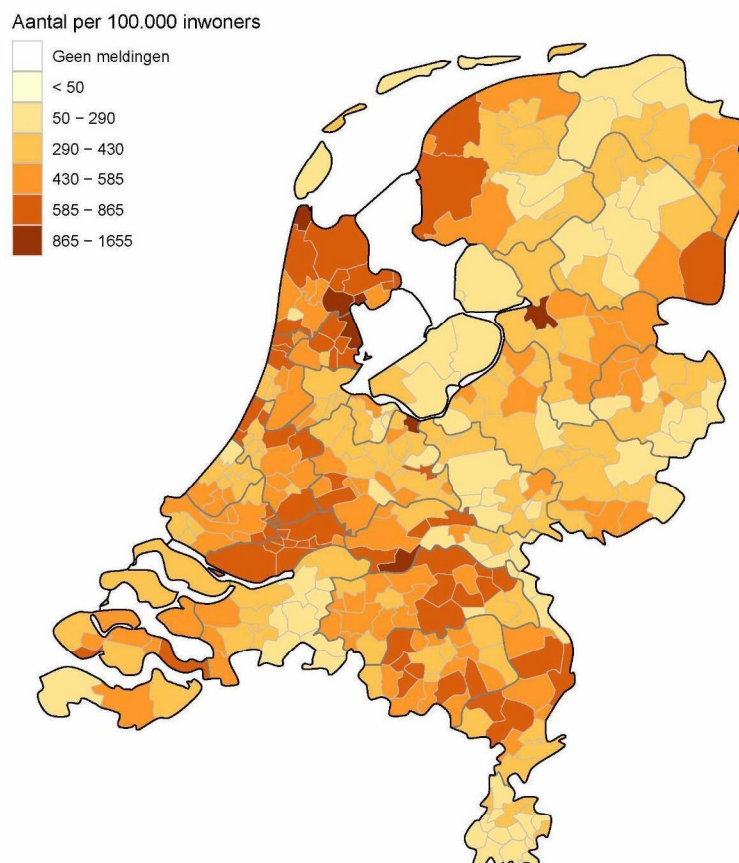 Aantal per 100.000 inwoners
Geen meldingen
< 50
50 − 290
290 − 430
430 − 585
585 − 865
865 − 1655